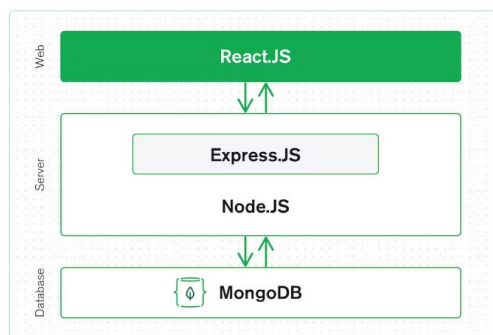 Web
React.JS
Server
Express.JS
Node.JS
Database
MongoDB